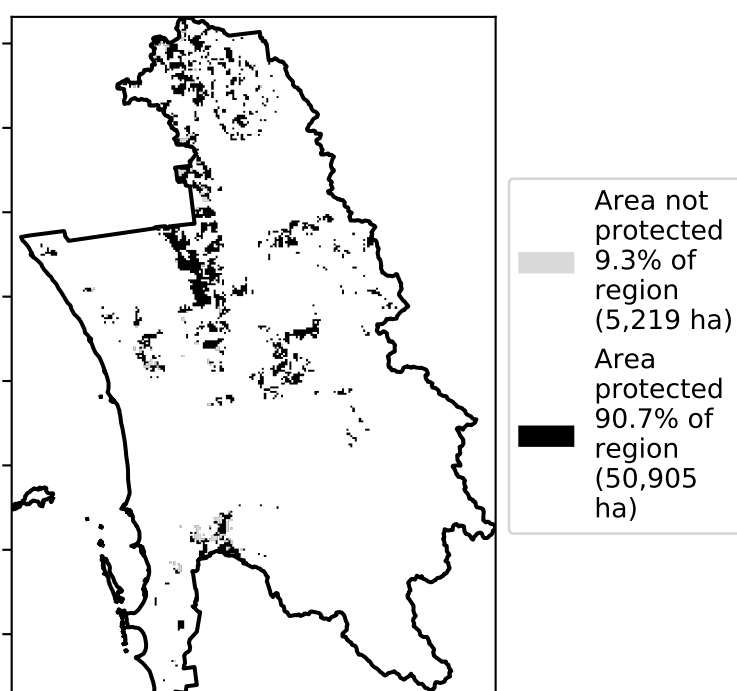 Area not
protected
9.3% of
region
(5,219 ha)
Area
protected
90.7% of
region
(50,905
ha)